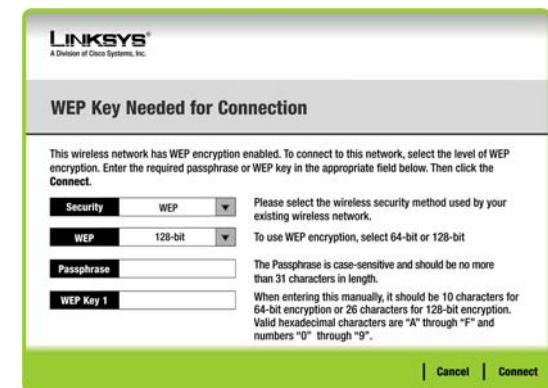 LINKSYS®
A Division of Cisco Systems, Inc.
WEP Key Needed for Connection
This wireless network has WEP encryption enabled. To connect to this network, select the level of WEP
encryption. Enter the required passphrase or WEP key in the appropriate field below. Then click the
Connect.
Security WEP
Please select the wireless security method used by your
existing wireless network.
WEP 128-bit
To use WEP encryption, select 64-bit or 128-bit
Passphrase
The Passphrase is case-sensitive and should be no more
than 31 characters in length.
WEP Key 1
When entering this manually, it should be 10 characters for
64-bit encryption or 26 characters for 128-bit encryption.
Valid hexadecimal characters are "A" through "F" and
numbers "0" through "9".
Cancel Connect